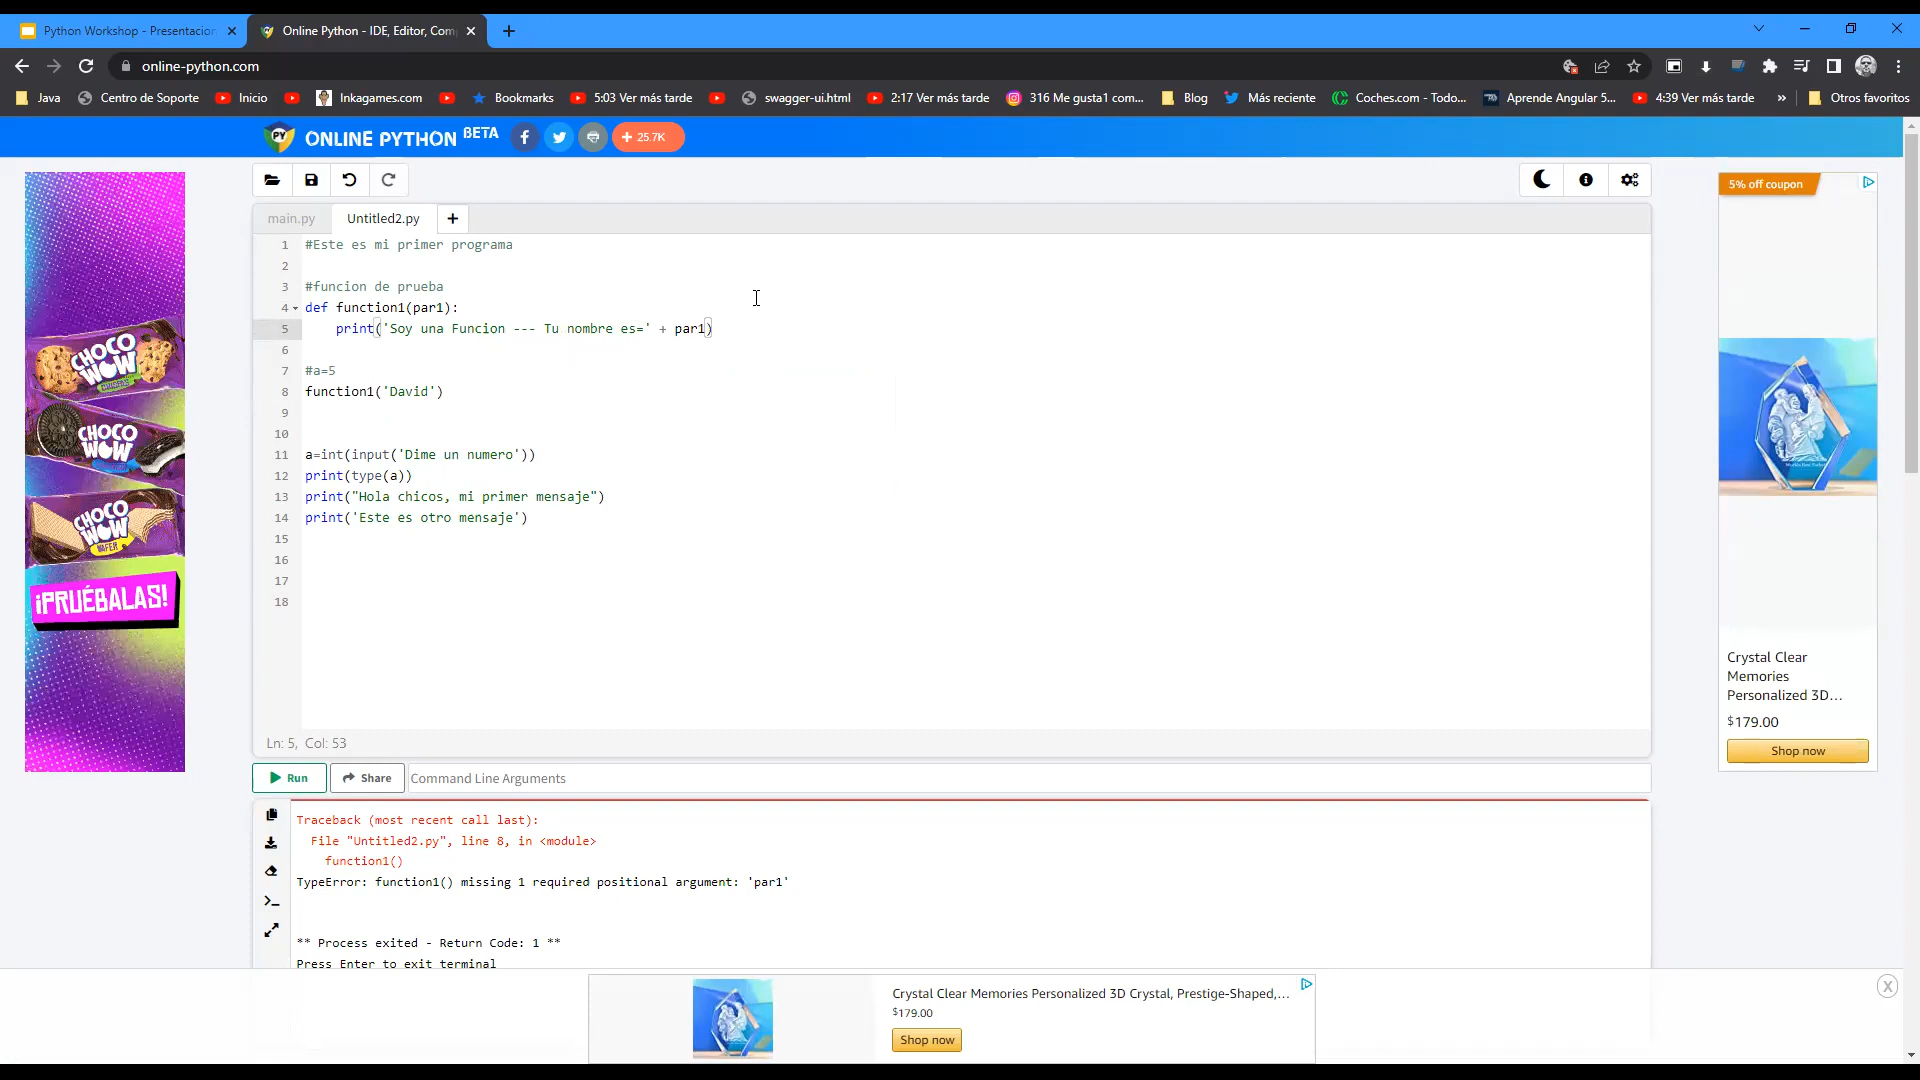 Python Workshop - Presentacion
Online Python - IDE, Editor, Com
online-python.com
Java
Centro de Soporte
Inicio
Inkagames.com
Bookmarks
5:03 Ver más tarde
swagger-ui.html
2:17 Ver más tarde
316 Me gusta1 com...
Blog
Más reciente
Coches.com - Todo...
Aprende Angular 5...
4:39 Ver más tarde
»
Otros favoritos
PY
ONLINE PYTHON BETA
+ 25.7K
5% off coupon
main.py
Untitled2.py
+
1 #Este es mi primer programa
2
3 #funcion de prueba
4 def function1(par1):
5 print('Soy una Funcion --- Tu nombre es=' + par1)
6
7 #a=5
8 function1('David')
9
10
11 a=int(input('Dime un numero'))
12 print(type(a))
13 print("Hola chicos, mi primer mensaje")
14 print('Este es otro mensaje')
15
16
17
18
Ln: 5, Col: 53
CHOCO WOW
CHOCO WOW
CHOCO WOW
WAFER
¡PRUÉBALAS!
Crystal Clear
Memories
Personalized 3D...
$179.00
Shop now
Run
Share
Command Line Arguments
Traceback (most recent call last):
File "Untitled2.py", line 8, in <module>
function1()
TypeError: function1() missing 1 required positional argument: 'par1'
** Process exited - Return Code: 1 **
Press Enter to exit terminal
Crystal Clear Memories Personalized 3D Crystal, Prestige-Shaped,...
$179.00
Shop now